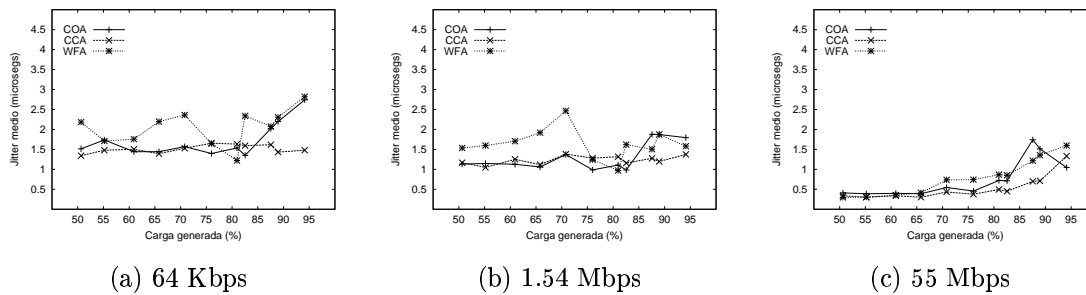 4.5
4
3.5
3
2.5
2
1.5
1
0.5
Jitter medio (microsegs)
COA
CCA
WFA
50 55 60 65 70 75 80 85 90 95
Carga generada (%)
(a) 64 Kbps
4.5
4
3.5
3
2.5
2
1.5
1
0.5
Jitter medio (microsegs)
COA
CCA
WFA
50 55 60 65 70 75 80 85 90 95
Carga generada (%)
(b) 1.54 Mbps
4.5
4
3.5
3
2.5
2
1.5
1
0.5
Jitter medio (microsegs)
COA
CCA
WFA
50 55 60 65 70 75 80 85 90 95
Carga generada (%)
(c) 55 Mbps